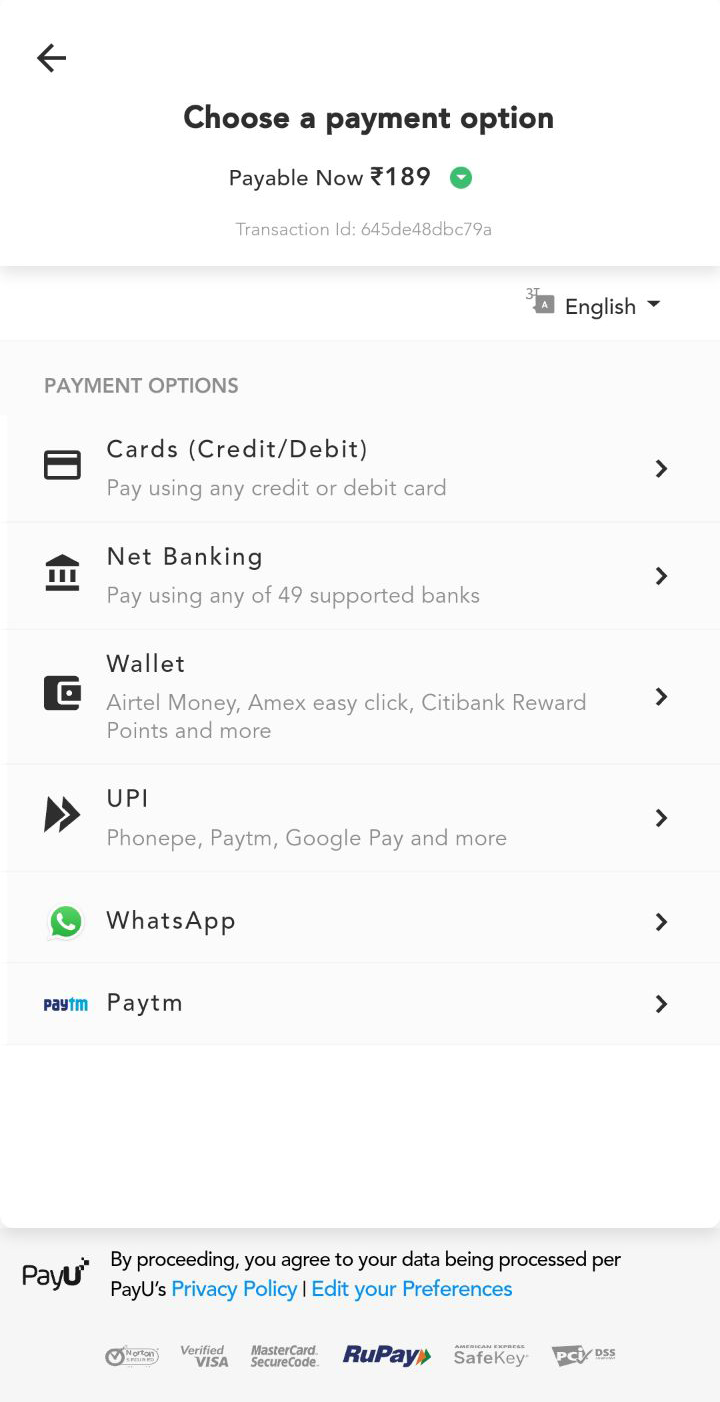 Choose a payment option
Payable Now ₹189
Transaction Id: 645de48dbc79a
अ
A
English
PAYMENT OPTIONS
Cards (Credit/Debit)
Pay using any credit or debit card
Net Banking
Pay using any of 49 supported banks
Wallet
Airtel Money, Amex easy click, Citibank Reward
Points and more
UPI
Phonepe, Paytm, Google Pay and more
WhatsApp
paytm Paytm
PayU
By proceeding, you agree to your data being processed per
PayU's Privacy Policy | Edit your Preferences
Norton
SECURED
Verified
VISA
MasterCard.
SecureCode.
RuPay
AMERICAN EXPRESS
SafeKey
PCI DSS